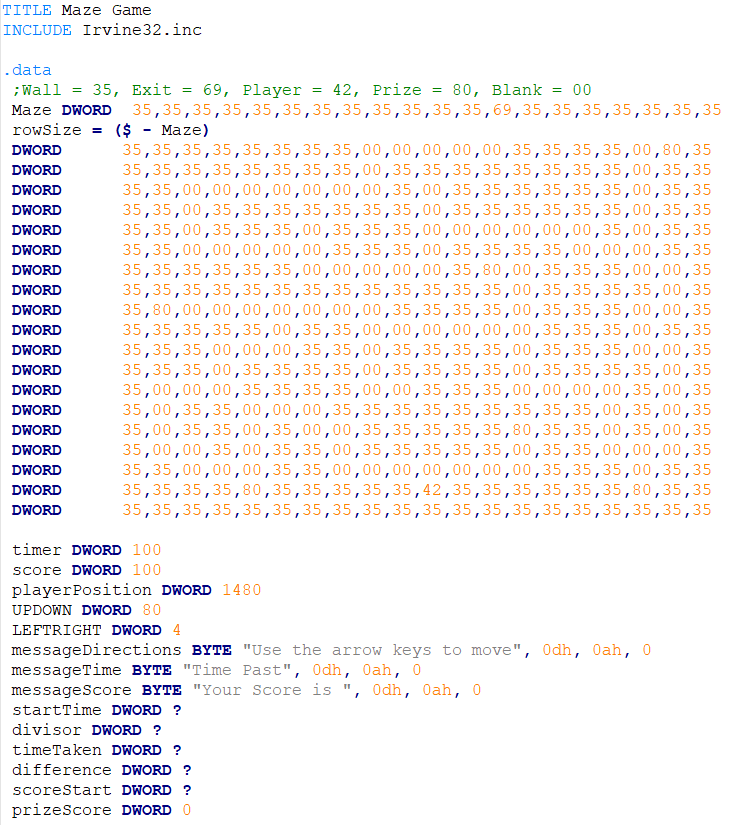 TITLE Maze Game
INCLUDE Irvine32.inc
.data
;Wall = 35, Exit = 69, Player = 42, Prize = 80, Blank = 00
Maze DWORD 35,35,35,35,35,35,35,35,35,35,35,35,69,35,35,35,35,35,35,35
rowSize = ($ - Maze)
DWORD 35,35,35,35,35,35,35,35,00,00,00,00,00,35,35,35,35,00,80,35
DWORD 35,35,35,35,35,35,35,35,00,35,35,35,35,35,35,35,35,00,35,35
DWORD 35,35,00,00,00,00,00,00,00,35,00,35,35,35,35,35,35,00,35,35
DWORD 35,35,00,35,35,35,35,35,35,35,00,35,35,35,35,35,35,00,35,35
DWORD 35,35,00,35,35,35,00,35,35,35,00,00,00,00,00,00,35,00,35,35
DWORD 35,35,00,00,00,00,00,35,35,35,00,35,35,35,35,00,00,00,35,35
DWORD 35,35,35,35,35,35,00,00,00,00,00,35,80,00,35,35,35,00,00,35
DWORD 35,35,35,35,35,35,35,35,35,35,35,35,35,00,35,35,35,35,00,35
DWORD 35,80,00,00,00,00,00,00,00,35,35,35,35,00,35,35,35,00,00,35
DWORD 35,35,35,35,35,00,35,35,00,00,00,00,00,00,35,35,35,00,35,35
DWORD 35,35,35,00,00,00,35,35,00,35,35,35,35,00,35,35,35,00,00,35
DWORD 35,35,35,00,35,35,35,35,00,35,35,35,35,00,35,35,00,00,00,35
DWORD 35,00,00,00,35,35,35,35,00,00,35,35,35,00,00,00,00,35,00,35
DWORD 35,00,35,35,00,00,00,35,35,35,35,35,35,35,35,35,00,35,00,35
DWORD 35,00,35,35,00,35,00,00,35,35,35,35,35,80,35,35,00,35,00,35
DWORD 35,00,00,35,00,35,35,00,35,35,35,35,35,00,35,35,00,00,00,35
DWORD 35,35,00,00,00,35,35,00,00,00,00,00,00,00,35,35,35,00,35,35
DWORD 35,35,35,35,80,35,35,35,35,35,42,35,35,35,35,35,35,80,35,35
DWORD 35,35,35,35,35,35,35,35,35,35,35,35,35,35,35,35,35,35,35,35
timer DWORD 100
score DWORD 100
playerPosition DWORD 1480
UPDOWN DWORD 80
LEFTRIGHT DWORD 4
messageDirections BYTE "Use the arrow keys to move", 0dh, 0ah, 0
messageTime BYTE "Time Past", 0dh, 0ah, 0
messageScore BYTE "Your Score is ", 0dh, 0ah, 0
startTime DWORD ?
divisor DWORD ?
timeTaken DWORD ?
difference DWORD ?
scoreStart DWORD ?
prizeScore DWORD 0